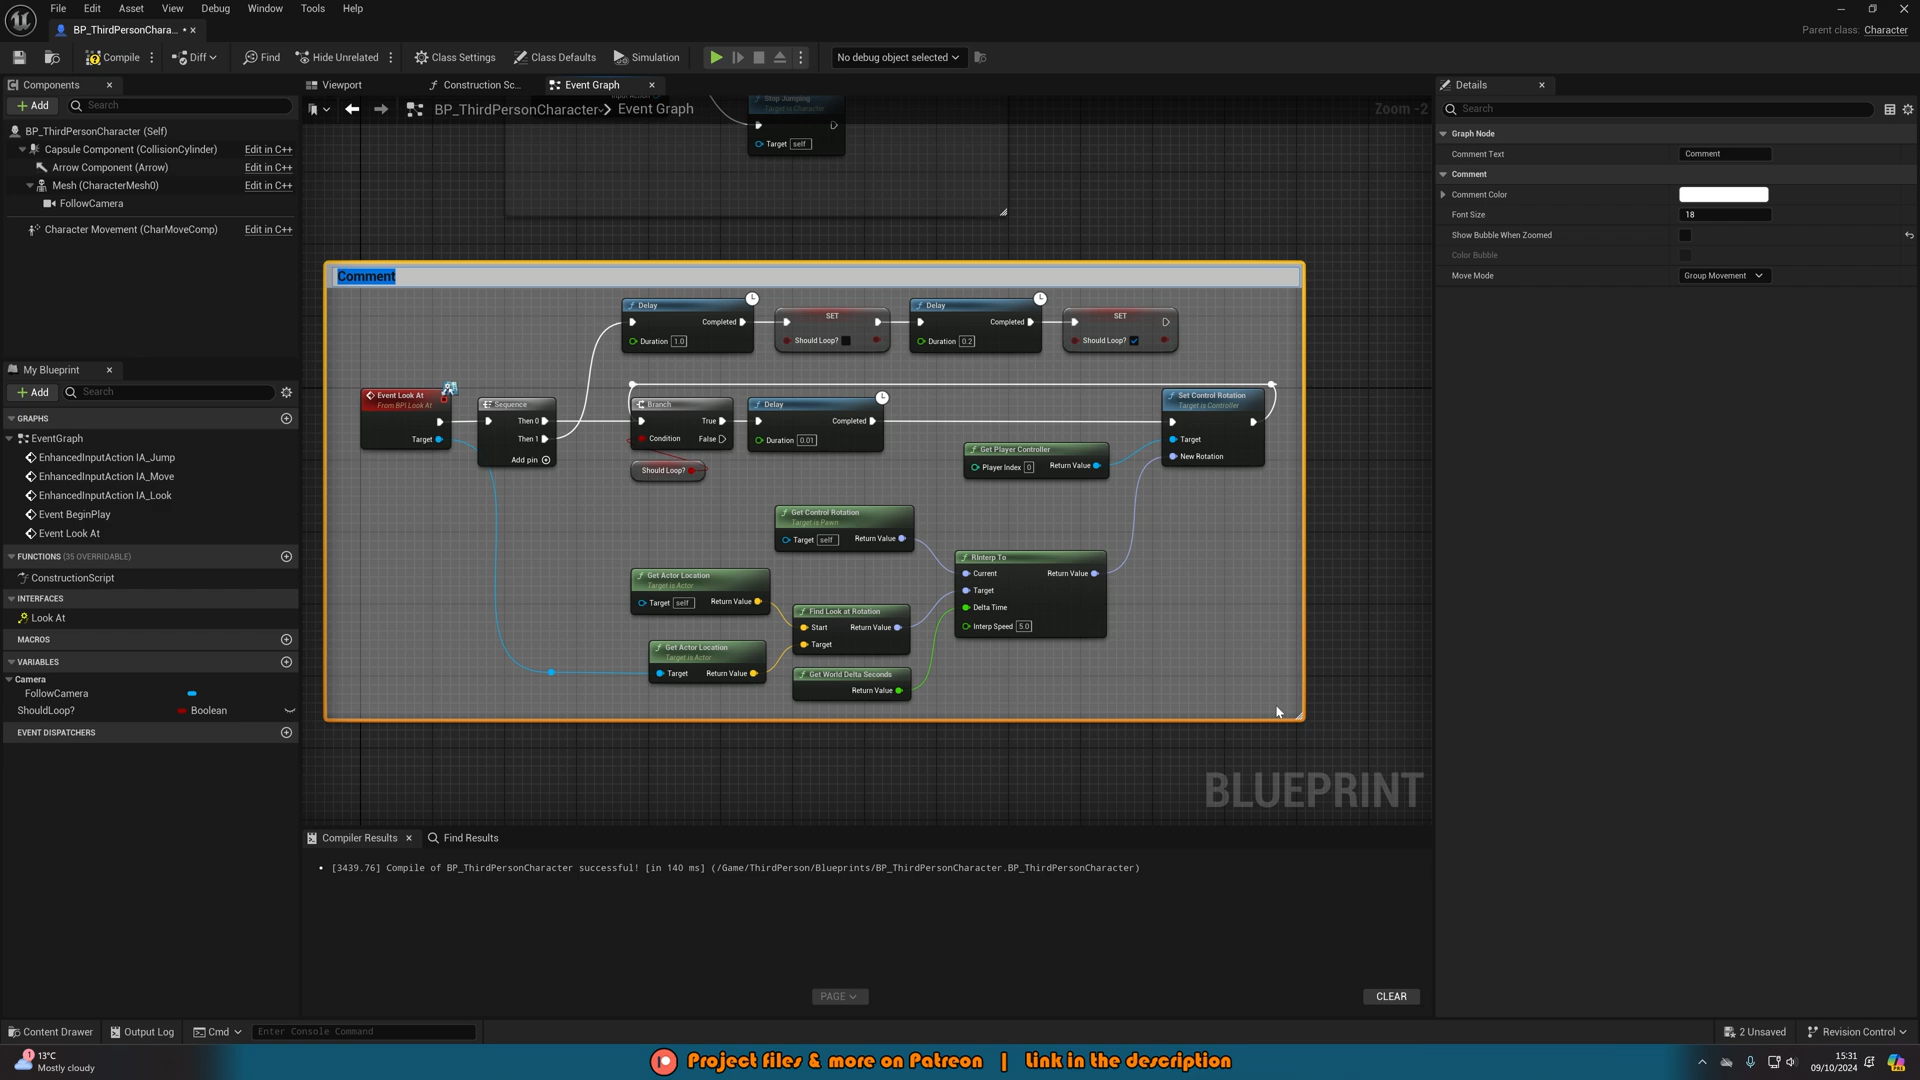 File Edit Asset View Debug Window Tools Help
BP_ThirdPersonChara... •
Parent class: Character
Compile Diff Find Hide Unrelated Class Settings Class Defaults Simulation No debug object selected
Components
Viewport Construction Sc... Event Graph
Details
Add Search
BP_ThirdPersonCharacter > Event Graph
Zoom -2
Search
BP_ThirdPersonCharacter (Self)
Capsule Component (CollisionCylinder) Edit in C++
Arrow Component (Arrow) Edit in C++
Mesh (CharacterMesh0) Edit in C++
FollowCamera
Character Movement (CharMoveComp) Edit in C++
Stop Jumping
Target is Character
Target self
Graph Node
Comment Text Comment
Comment
Comment Color
Font Size 18
Show Bubble When Zoomed
Color Bubble
Move Mode Group Movement
Comment
Delay
Completed
Duration 1.0
SET
Should Loop?
Delay
Completed
Duration 0.2
SET
Should Loop?
Event Look At
From BPI Look At
Target
Sequence
Then 0
Then 1
Add pin
Branch
True
Condition False
Should Loop?
Delay
Completed
Duration 0.01
Set Control Rotation
Target is Controller
Target
New Rotation
Get Player Controller
Player Index 0 Return Value
Get Control Rotation
Target is Pawn
Target self Return Value
RInterp To
Current Return Value
Target
Delta Time
Interp Speed 5.0
Get Actor Location
Target is Actor
Target self Return Value
Find Look at Rotation
Start Return Value
Target
Get Actor Location
Target is Actor
Target Return Value
Get World Delta Seconds
Return Value
BLUEPRINT
My Blueprint
Add Search
GRAPHS
EventGraph
EnhancedInputAction IA_Jump
EnhancedInputAction IA_Move
EnhancedInputAction IA_Look
Event BeginPlay
Event Look At
FUNCTIONS (35 OVERRIDABLE)
ConstructionScript
INTERFACES
Look At
MACROS
VARIABLES
Camera
FollowCamera
ShouldLoop? Boolean
EVENT DISPATCHERS
Compiler Results Find Results
[3439.76] Compile of BP_ThirdPersonCharacter successful! [in 140 ms] (/Game/ThirdPerson/Blueprints/BP_ThirdPersonCharacter.BP_ThirdPersonCharacter)
PAGE
CLEAR
Content Drawer Output Log Cmd Enter Console Command
2 Unsaved Revision Control
1
13°C
Mostly cloudy
Project files & more on Patreon | Link in the description
15:31
09/10/2024